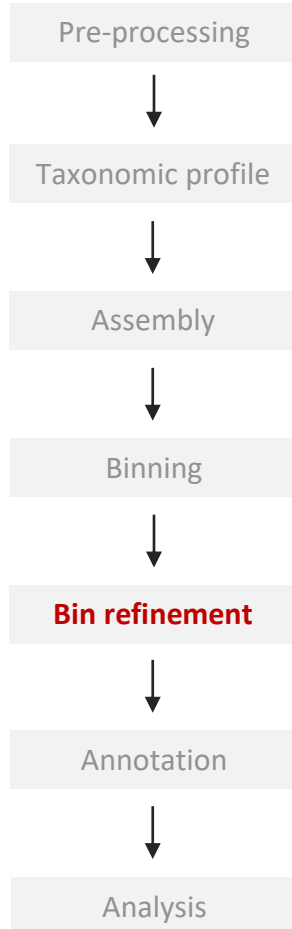 Pre-processing
Taxonomic profile
Assembly
Binning
Bin refinement
Annotation
Analysis